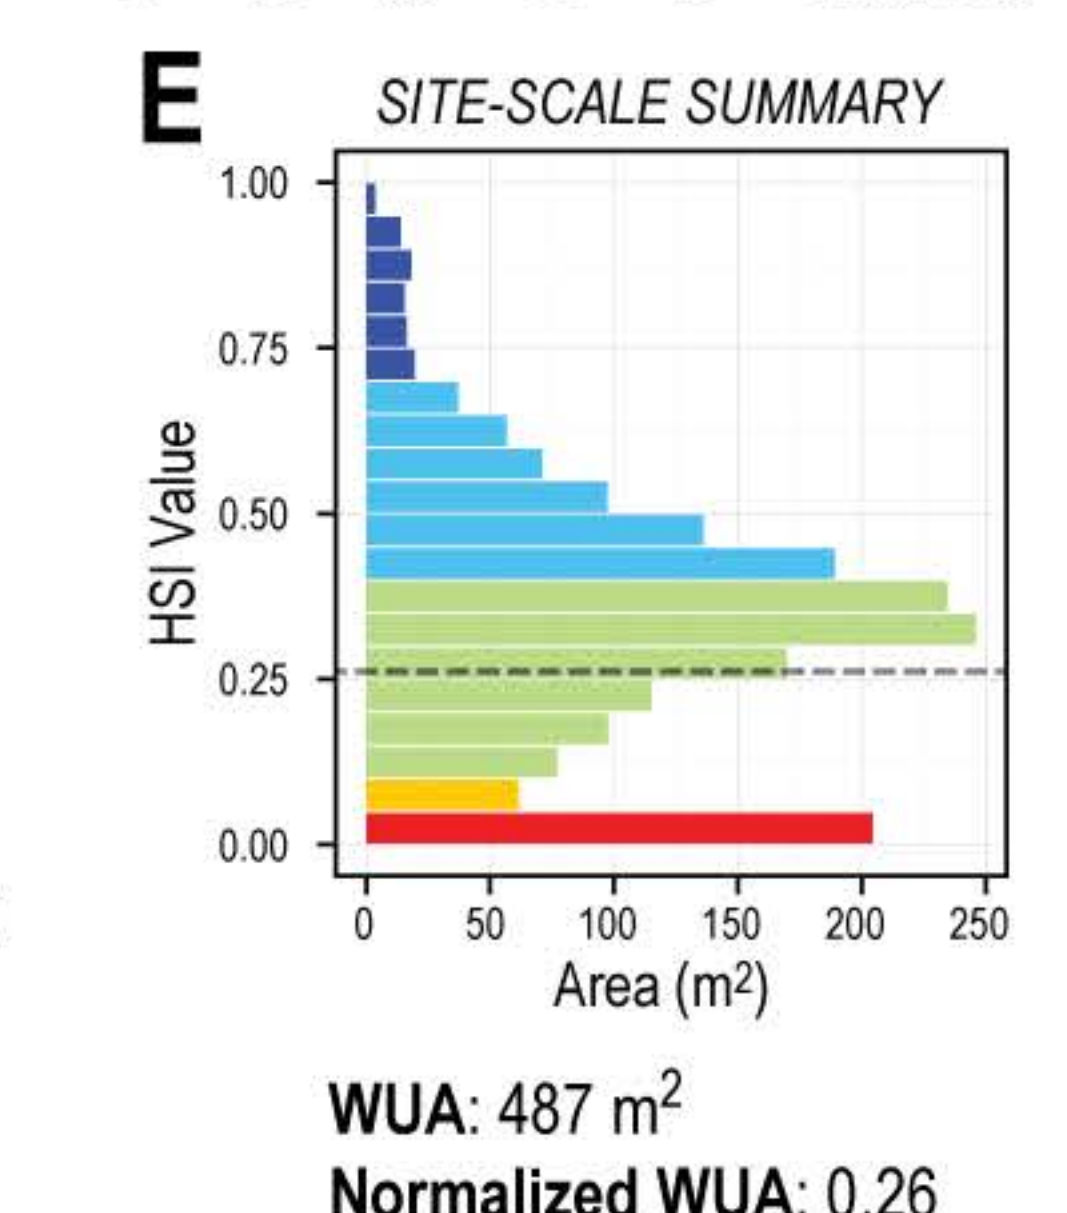 E
SITE-SCALE SUMMARY
1.00
0.75
0.50
0.25
0.00
HSI Value
0 50 100 150 200 250
Area (m2)
WUA: 487 m²
Normalized WUA: 0.26